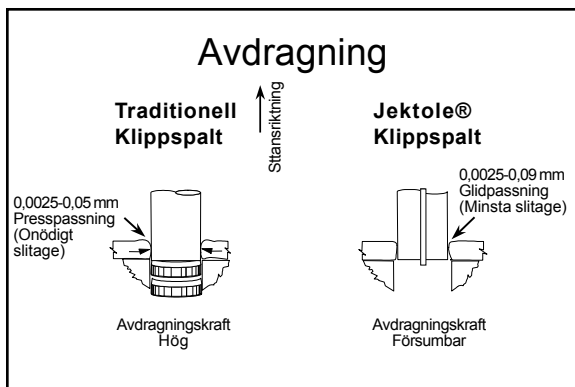 Avdragning
Traditionell
Klippspalt
Sttansriktning
Jektole®
Klippspalt
0,0025-0,05 mm
Presspassning
(Onödigt
slitage)
0,0025-0,09 mm
Glidpassning
(Minsta slitage)
Avdragningskraft
Hög
Avdragningskraft
Försumbar